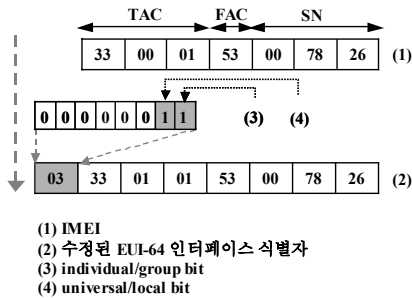 TAC FAC SN
33 00 01 53 00 78 26 (1)
0 0 0 0 0 0 1 1 (3) (4)
03 33 01 01 53 00 78 26 (2)
(1) IMEI
(2) 수정된 EUI-64 인터페이스 식별자
(3) individual/group bit
(4) universal/local bit